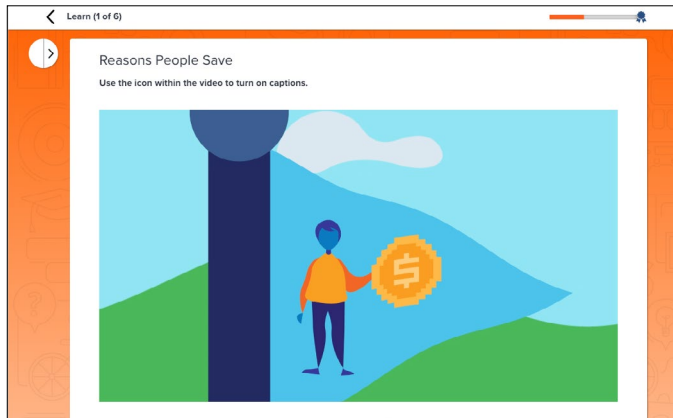 Learn (1 of 6)
Reasons People Save
Use the icon within the video to turn on captions.
$